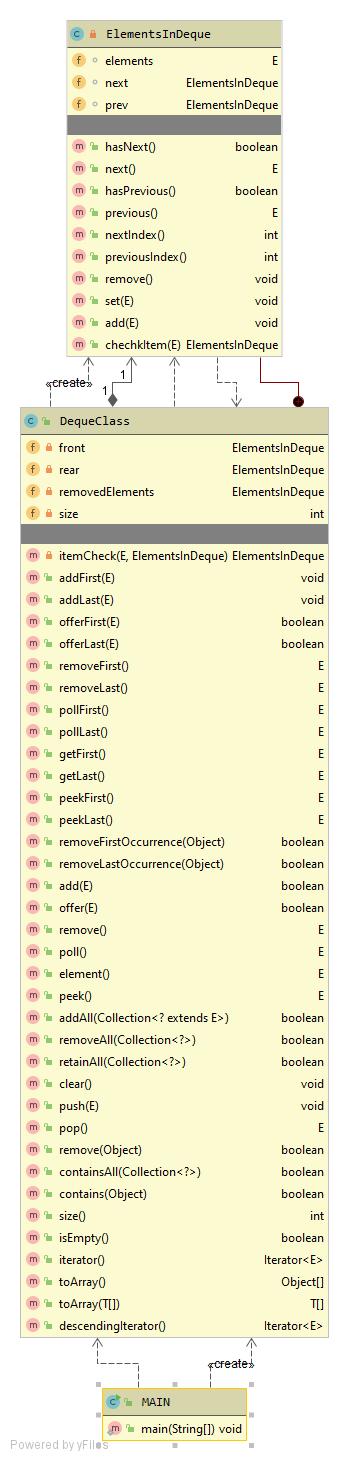 ElementsInDeque
elements E
next ElementsInDeque
prev ElementsInDeque
hasNext() boolean
next() E
hasPrevious() boolean
previous() E
nextIndex() int
previousIndex() int
remove() void
set(E) void
add(E) void
chechkItem(E) ElementsInDeque
«create»
1
1
DequeClass
front ElementsInDeque
rear ElementsInDeque
removedElements ElementsInDeque
size int
itemCheck(E, ElementsInDeque) ElementsInDeque
addFirst(E) void
addLast(E) void
offerFirst(E) boolean
offerLast(E) boolean
removeFirst() E
removeLast() E
pollFirst() E
pollLast() E
getFirst() E
getLast() E
peekFirst() E
peekLast() E
removeFirstOccurrence(Object) boolean
removeLastOccurrence(Object) boolean
add(E) boolean
offer(E) boolean
remove() E
poll() E
element() E
peek() E
addAll(Collection<? extends E>) boolean
removeAll(Collection<?>) boolean
retainAll(Collection<?>) boolean
clear() void
push(E) void
pop() E
remove(Object) boolean
containsAll(Collection<?>) boolean
contains(Object) boolean
size() int
isEmpty() boolean
iterator() Iterator<E>
toArray() Object[]
toArray(T[]) T[]
descendingIterator() Iterator<E>
«create»
MAIN
main(String[]) void
Powered by yFiles